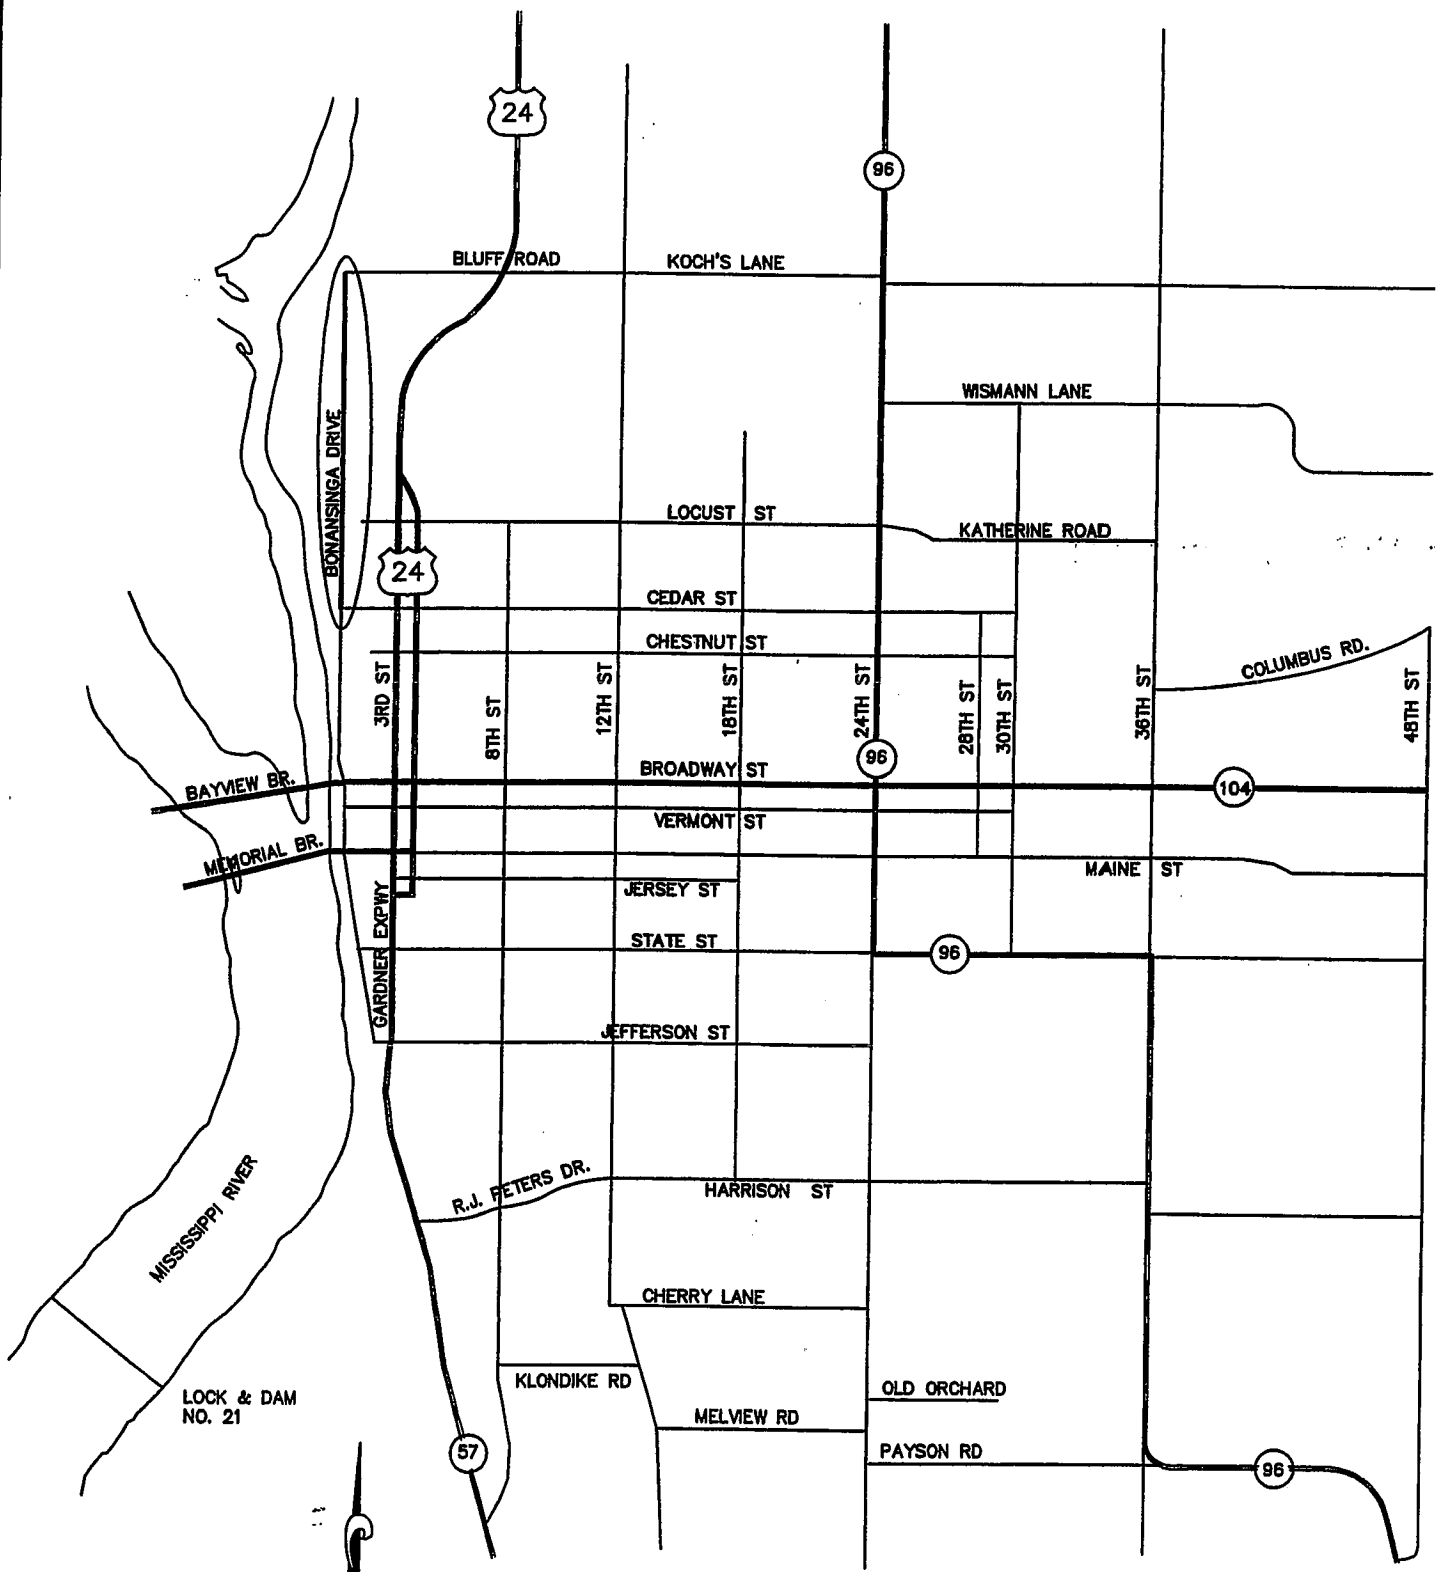 24
96
BLUFF ROAD
KOCH'S LANE
WISMANN LANE
BONANSINGA DRIVE
LOCUST ST
KATHERINE ROAD
24
CEDAR ST
CHESTNUT ST
COLUMBUS RD.
3RD ST
8TH ST
12TH ST
18TH ST
24TH ST
28TH ST
30TH ST
36TH ST
48TH ST
96
BROADWAY ST
BAYVIEW BR.
104
VERMONT ST
MEMORIAL BR.
MAINE ST
JERSEY ST
GARDNER EXPWY
STATE ST
96
JEFFERSON ST
R.J. PETERS DR.
HARRISON ST
MISSISSIPPI RIVER
CHERRY LANE
KLONDIKE RD
OLD ORCHARD
LOCK & DAM
NO. 21
MELVIEW RD
PAYSON RD
57
96